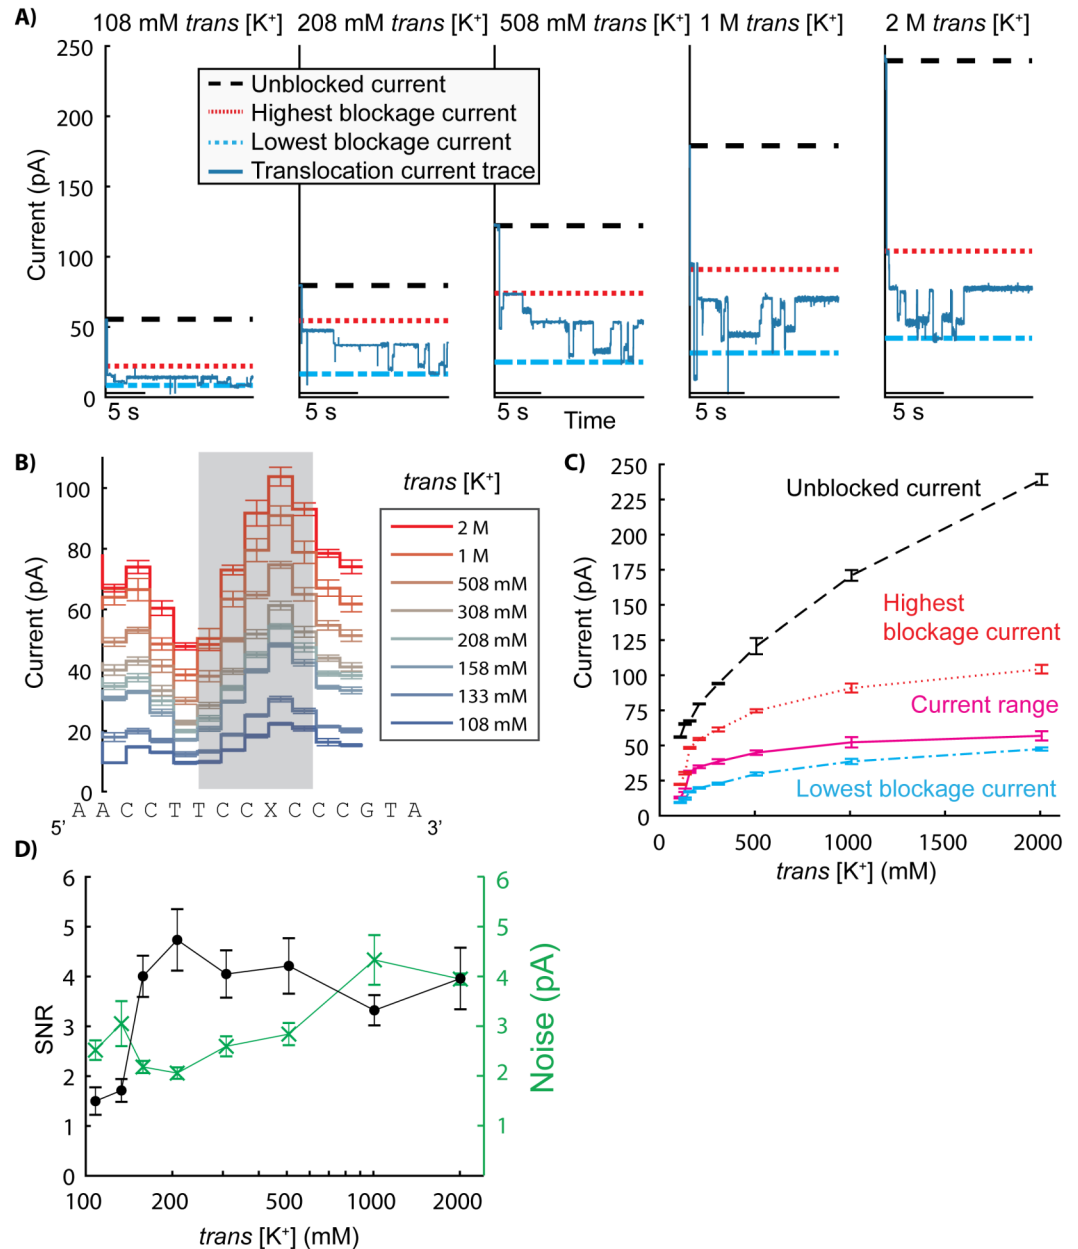 A)
108 mM trans [K⁺] 208 mM trans [K⁺] 508 mM trans [K⁺] 1 M trans [K⁺] 2 M trans [K⁺]
250
200
150
100
50
0
Current (pA)
Unblocked current
Highest blockage current
Lowest blockage current
Translocation current trace
5 s 5 s 5 s 5 s 5 s
Time
B)
100
80
60
40
20
0
Current (pA)
trans [K⁺]
2 M
1 M
508 mM
308 mM
208 mM
158 mM
133 mM
108 mM
5' A A C C T T C C X C C C G T A 3'
C)
250
225
200
175
150
125
100
75
50
25
0
Current (pA)
Unblocked current
Highest
blockage current
Current range
Lowest blockage current
0 500 1000 1500 2000
trans [K⁺] (mM)
D)
6
5
4
3
2
1
0
SNR
6
5
4
3
2
1
Noise (pA)
100 200 500 1000 2000
trans [K⁺] (mM)